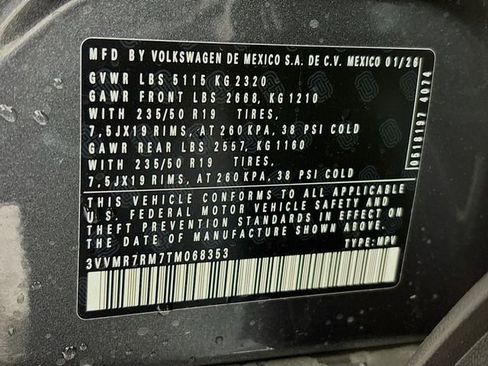 MFD BY VOLKSWAGEN DE MEXICO S.A. DE C.V. MEXICO 01/26
GVWR LBS 5115 KG 2320
GAWR FRONT LBS 2668, KG 1210
WITH 235/50 R19 TIRES,
7,5JX19 RIMS, AT 260 KPA, 38 PSI COLD
GAWR REAR LBS 2557, KG 1160
WITH 235/50 R19 TIRES,
7,5JX19 RIMS, AT 260 KPA, 38 PSI COLD
THIS VEHICLE CONFORMS TO ALL APPLICABLE
U.S. FEDERAL MOTOR VEHICLE SAFETY AND
THEFT PREVENTION STANDARDS IN EFFECT ON
THE DATE OF MANUFACTURE SHOWN ABOVE.
3VVMR7RM7TM068353 TYPE: MPV
0518197 4074